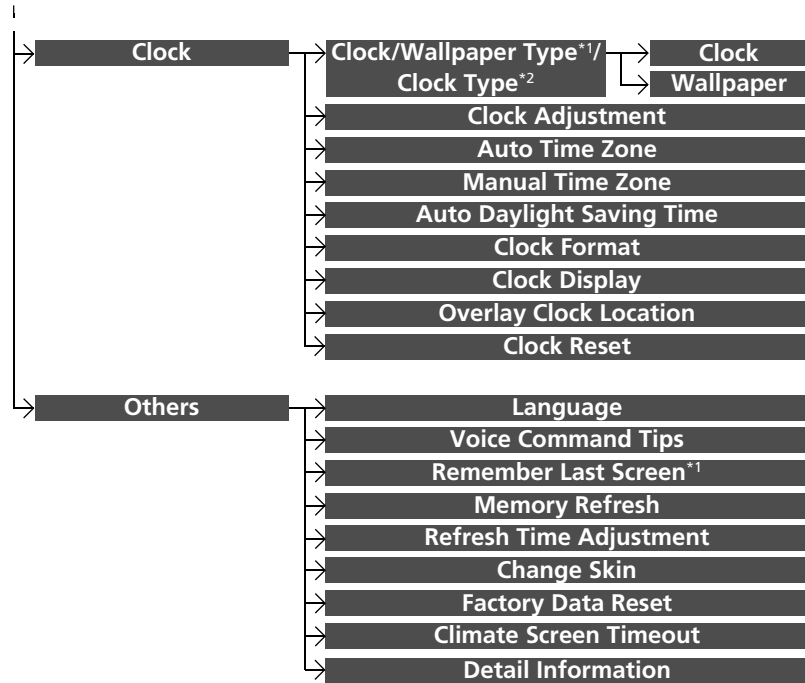 Clock
Clock/Wallpaper Type*1/
Clock Type*2
Clock
Wallpaper
Clock Adjustment
Auto Time Zone
Manual Time Zone
Auto Daylight Saving Time
Clock Format
Clock Display
Overlay Clock Location
Clock Reset
Others
Language
Voice Command Tips
Remember Last Screen*1
Memory Refresh
Refresh Time Adjustment
Change Skin
Factory Data Reset
Climate Screen Timeout
Detail Information